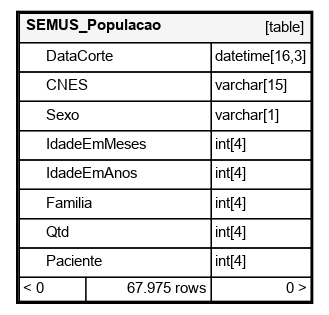 SEMUS_Populacao [table]
DataCorte datetime[16,3]
CNES varchar[15]
Sexo varchar[1]
IdadeEmMeses int[4]
IdadeEmAnos int[4]
Familia int[4]
Qtd int[4]
Paciente int[4]
< 0 67.975 rows 0 >